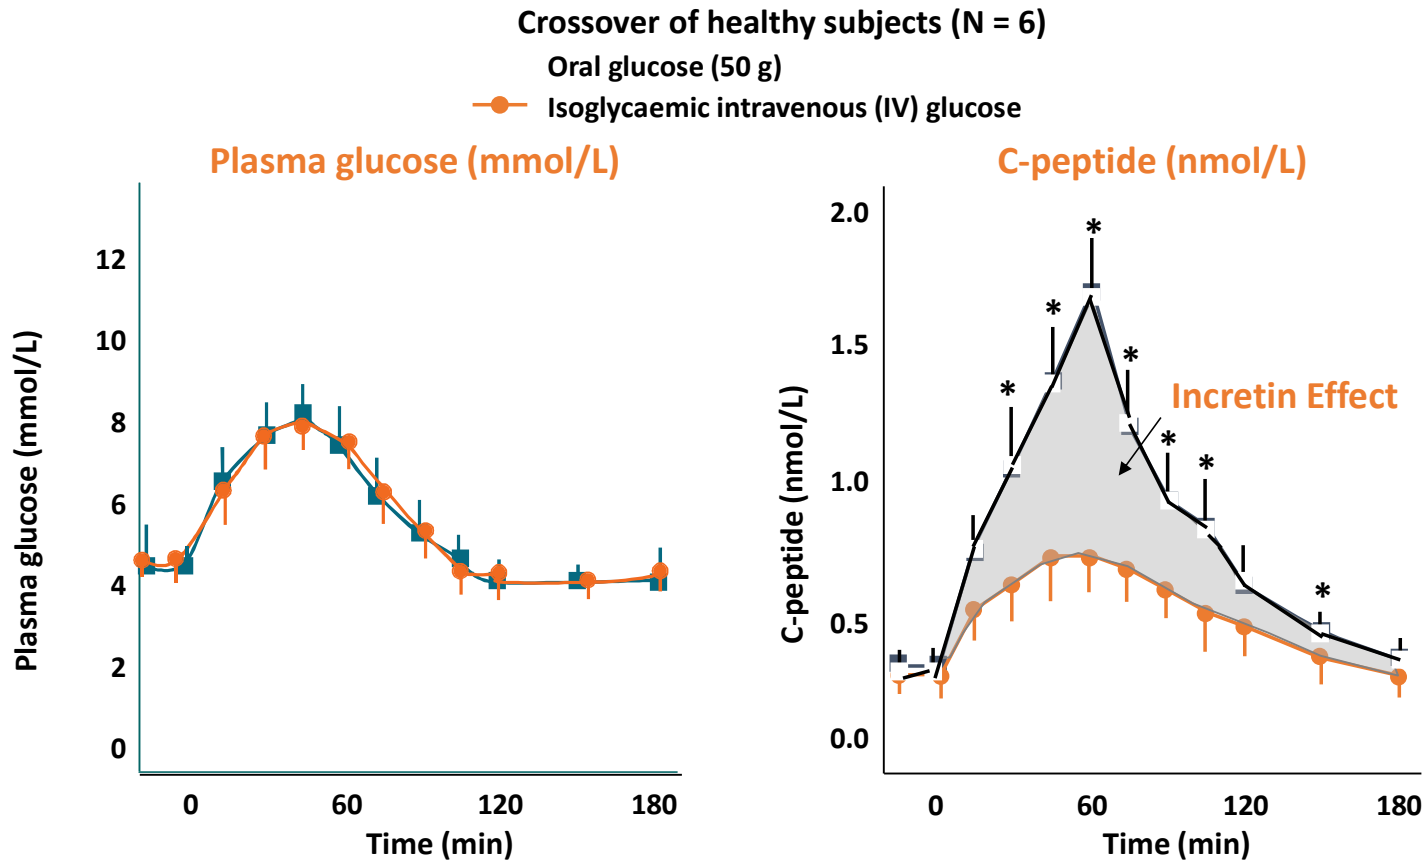 Crossover of healthy subjects (N = 6)
Oral glucose (50 g)
Isoglycaemic intravenous (IV) glucose
Plasma glucose (mmol/L)
Plasma glucose (mmol/L)
12
10
8
6
4
2
0
0 60 120 180
Time (min)
C-peptide (nmol/L)
C-peptide (nmol/L)
2.0
1.5
1.0
0.5
0.0
*
*
*
*
*
*
*
Incretin Effect
0 60 120 180
Time (min)